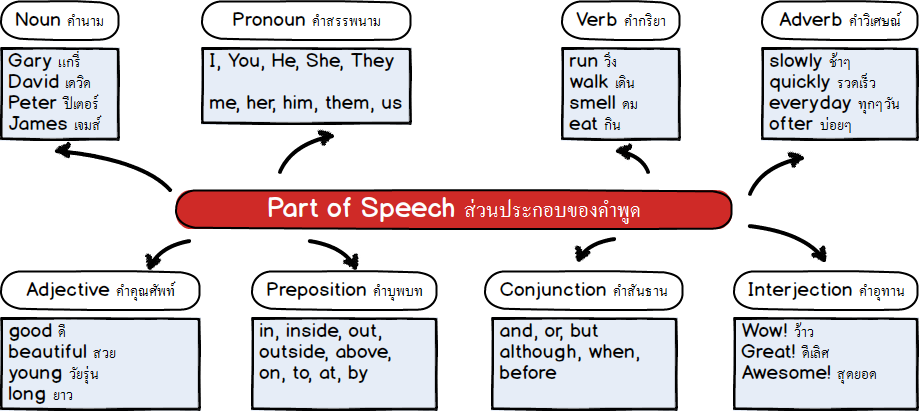 Noun คำนาม
Gary แกรี่
David เดวิด
Peter ปีเตอร์
James เจมส์
Pronoun คำสรรพนาม
I, You, He, She, They
me, her, him, them, us
Verb คำกริยา
run วิ่ง
walk เดิน
smell ดม
eat กิน
Adverb คำวิเศษณ์
slowly ช้าๆ
quickly รวดเร็ว
everyday ทุกๆวัน
ofter บ่อยๆ
Part of Speech ส่วนประกอบของคำพูด
Adjective คำคุณศัพท์
good ดี
beautiful สวย
young วัยรุ่น
long ยาว
Preposition คำบุพบท
in, inside, out,
outside, above,
on, to, at, by
Conjunction คำสันธาน
and, or, but
although, when,
before
Interjection คำอุทาน
Wow! ว้าว
Great! ดีเลิศ
Awesome! สุดยอด